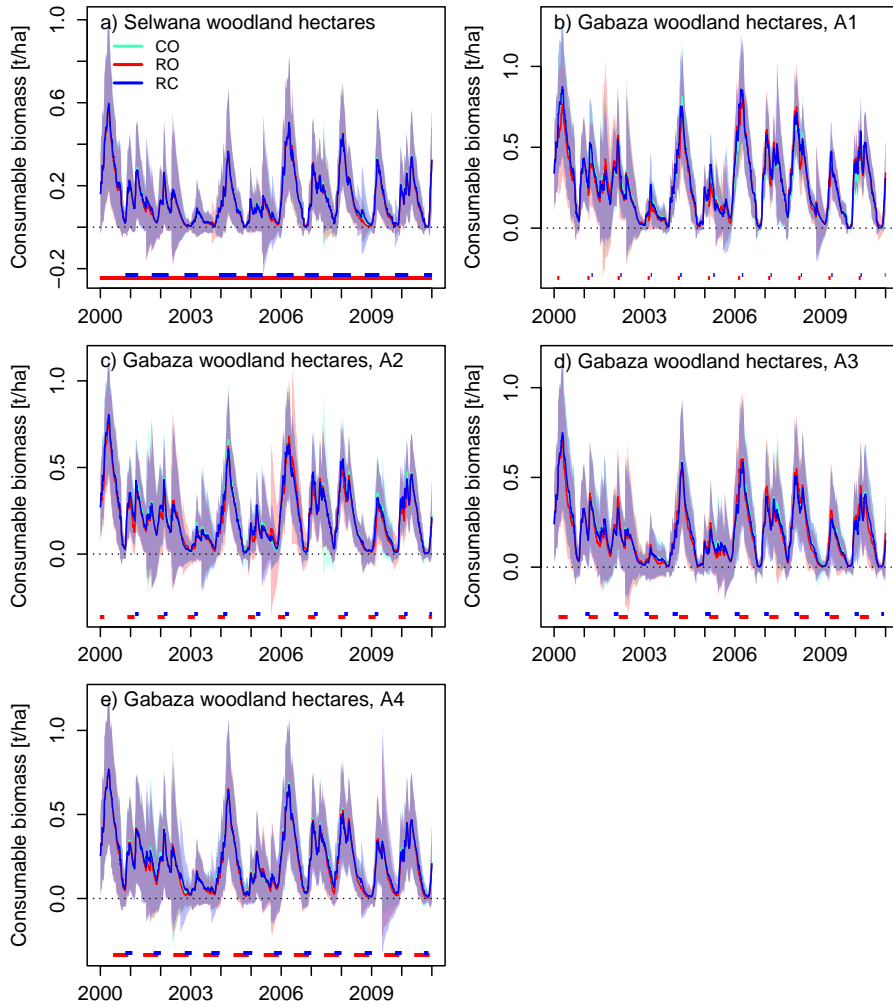 a) Selwana woodland hectares
CO
RO
RC
Consumable biomass [t/ha]
1.0
0.6
0.2
−0.2
2000 2003 2006 2009
b) Gabaza woodland hectares, A1
Consumable biomass [t/ha]
1.0
0.5
0.0
2000 2003 2006 2009
c) Gabaza woodland hectares, A2
Consumable biomass [t/ha]
1.0
0.5
0.0
2000 2003 2006 2009
d) Gabaza woodland hectares, A3
Consumable biomass [t/ha]
1.0
0.5
0.0
2000 2003 2006 2009
e) Gabaza woodland hectares, A4
Consumable biomass [t/ha]
1.0
0.5
0.0
2000 2003 2006 2009